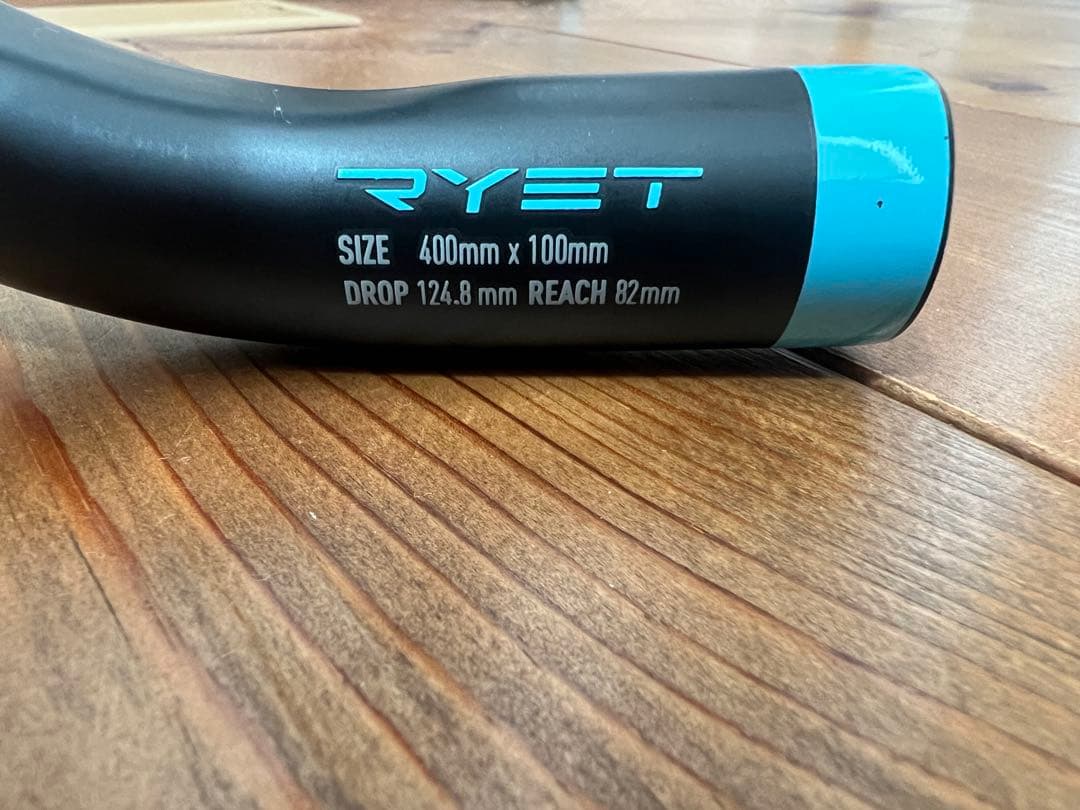 RYET
SIZE 400mm x 100mm
DROP 124.8 mm REACH 82mm